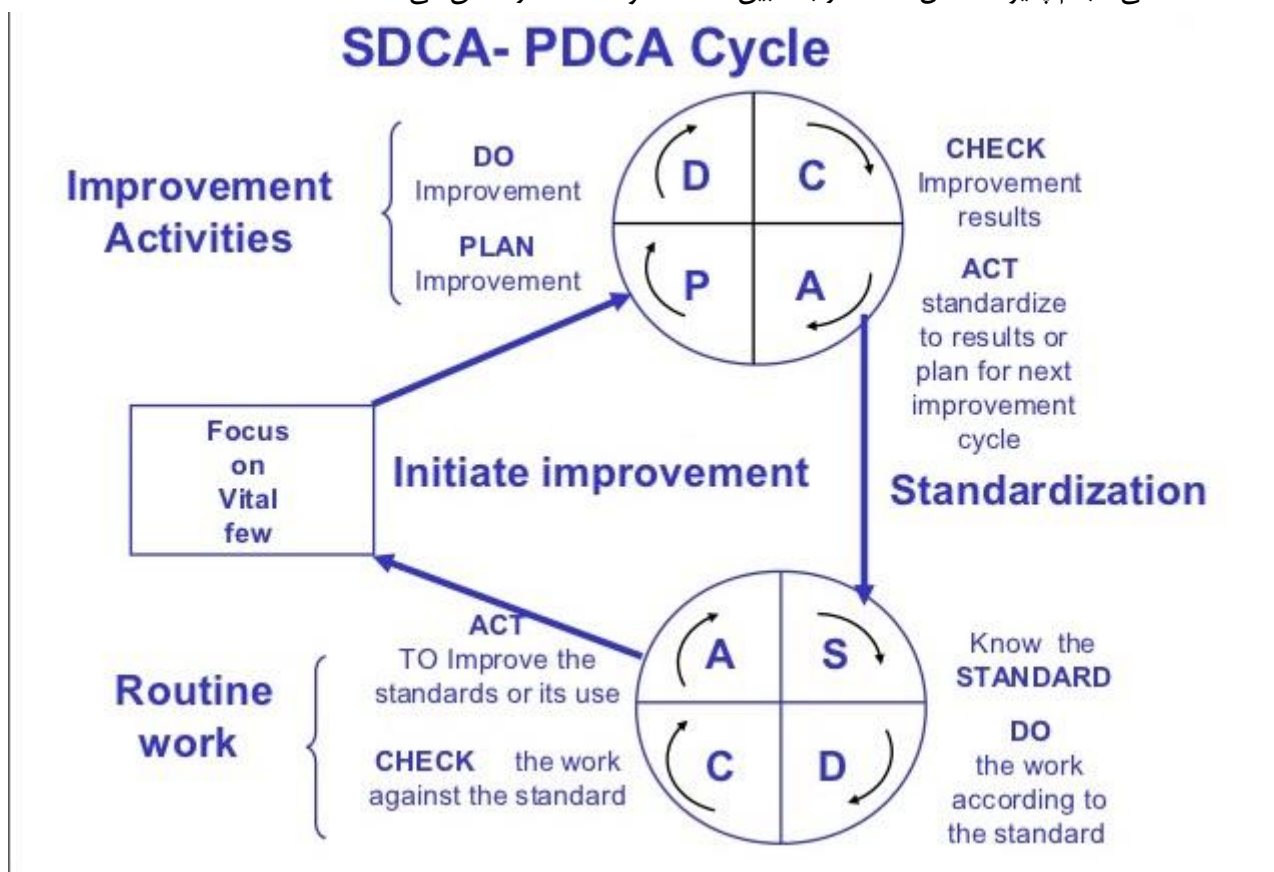 SDCA- PDCA Cycle
Improvement
Activities
DO
Improvement
PLAN
Improvement
D
C
P
A
CHECK
Improvement
results
ACT
standardize
to results or
plan for next
improvement
cycle
Focus
on
Vital
few
Initiate improvement
Standardization
Routine
work
ACT
TO Improve the
standards or its use
CHECK the work
against the standard
A
S
C
D
Know the
STANDARD
DO
the work
according to
the standard